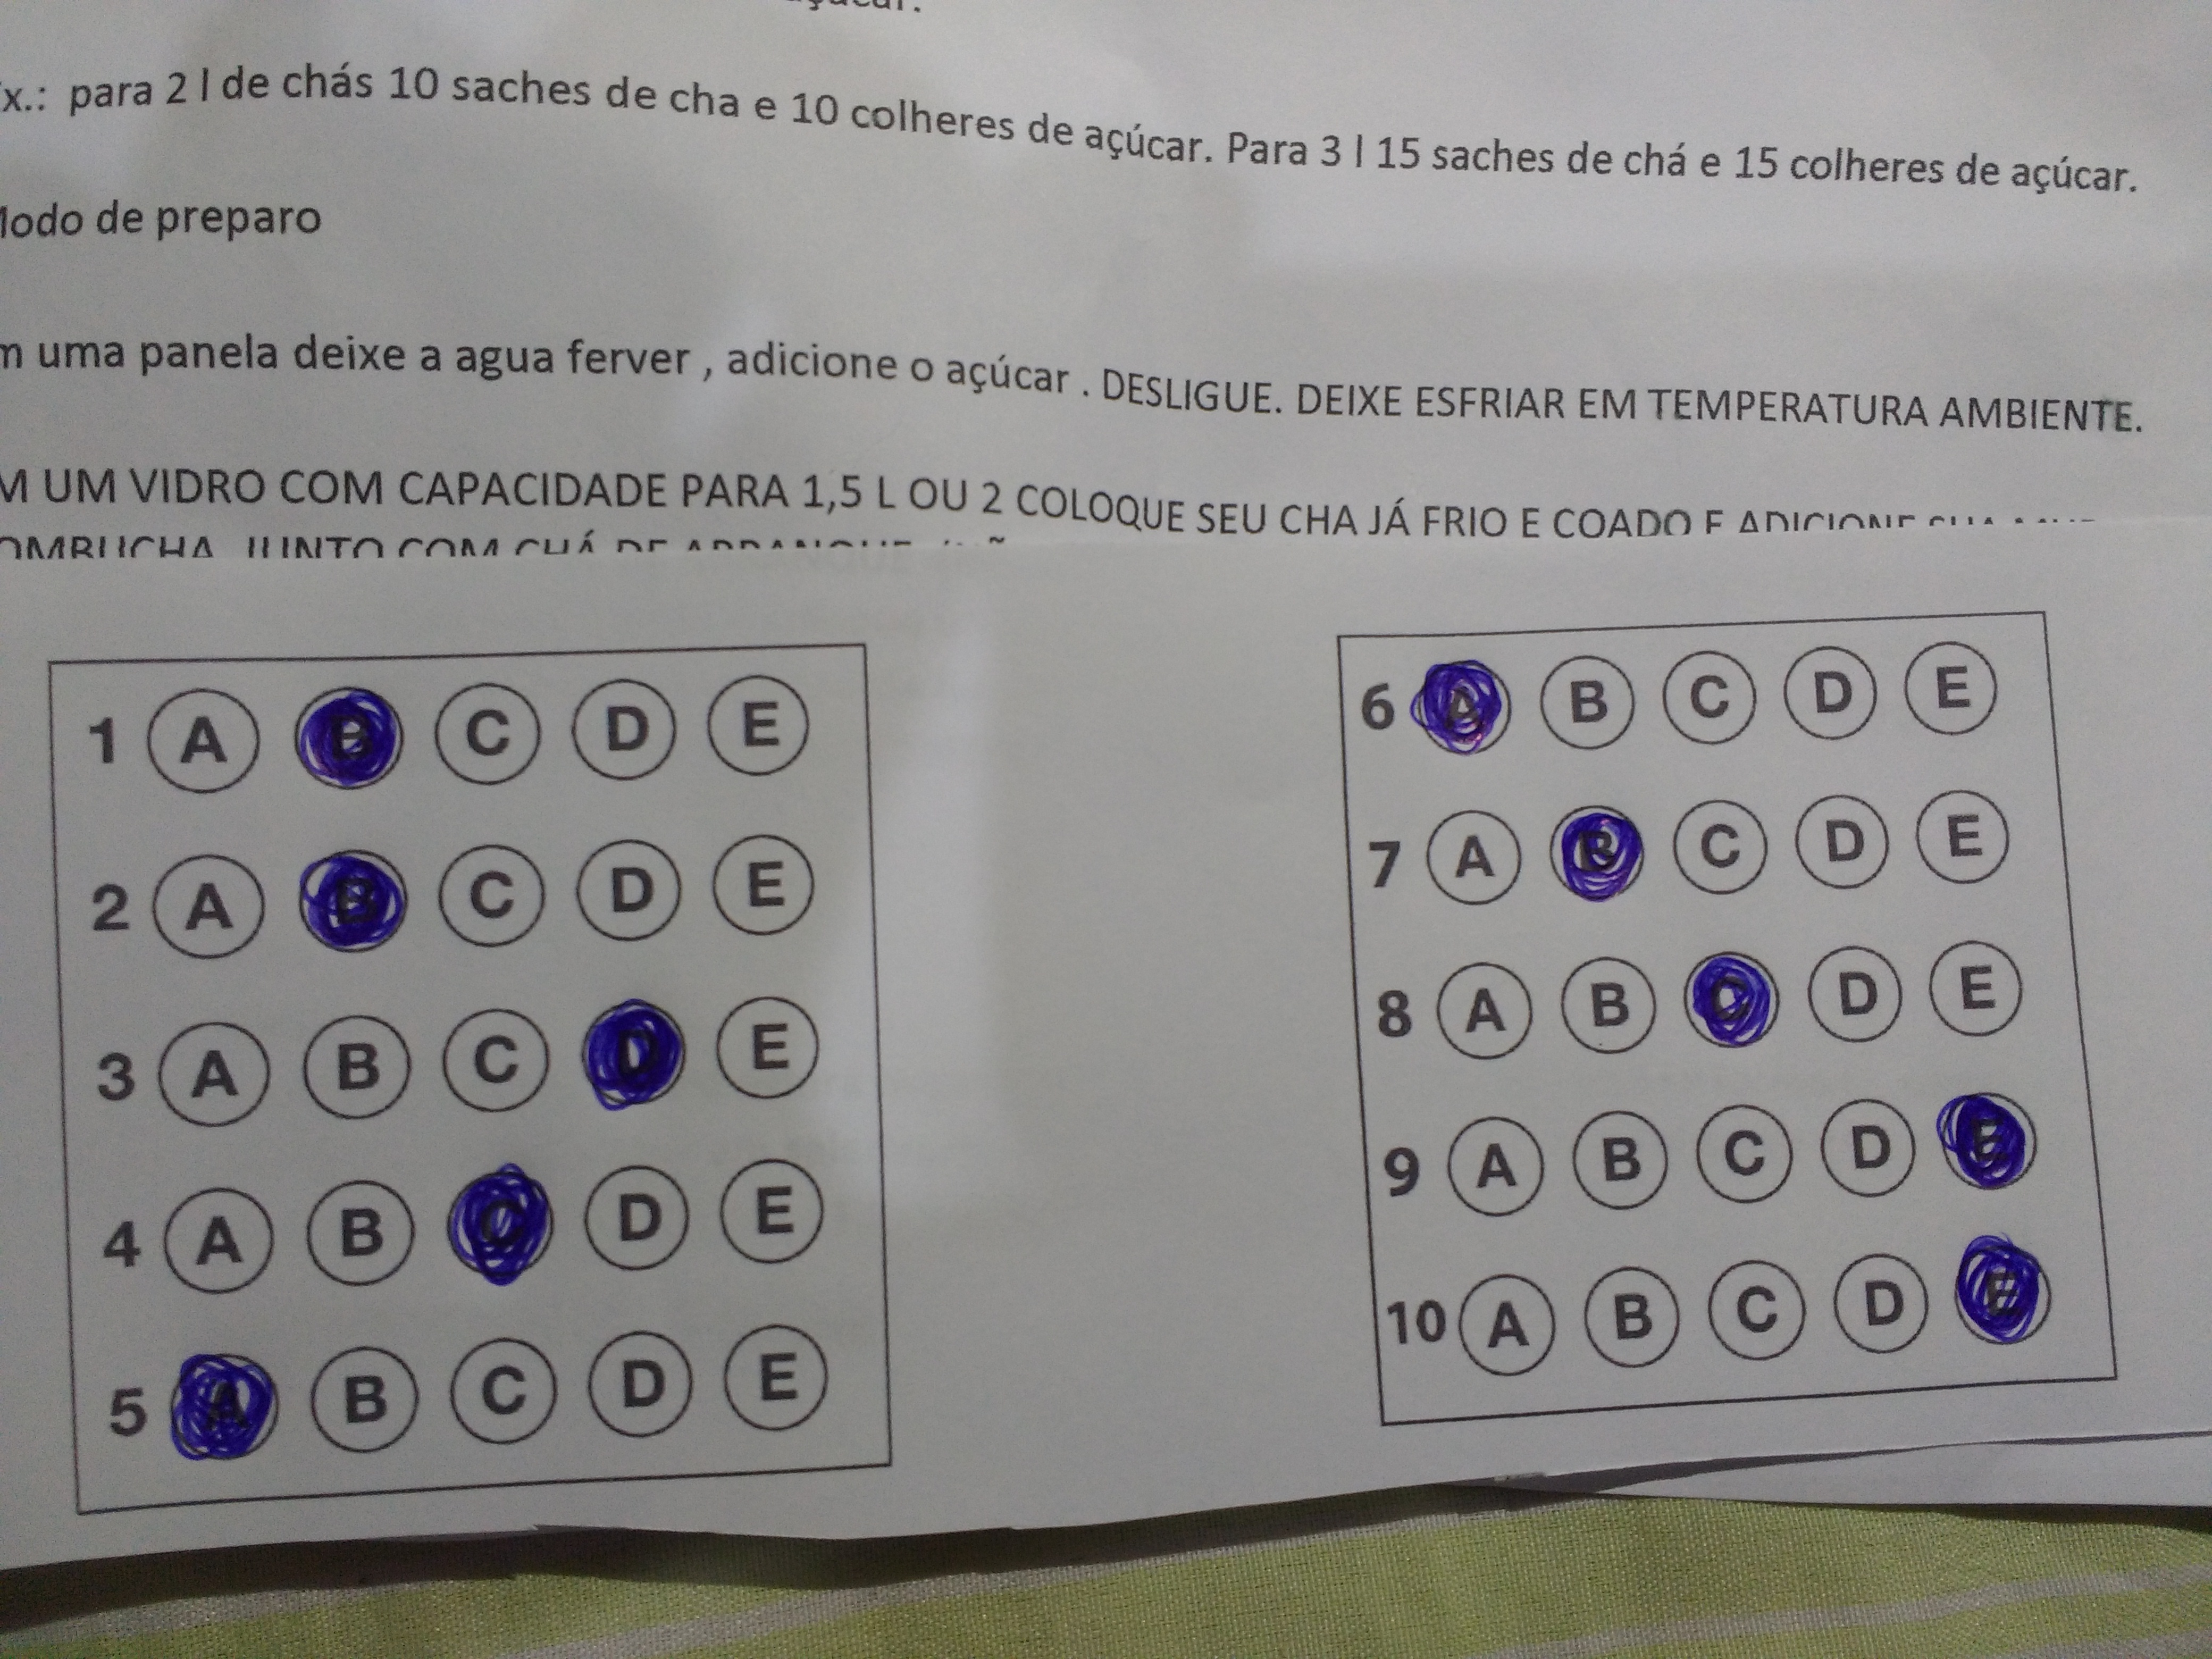 x.: para 2 l de chás 10 saches de cha e 10 colheres de açúcar. Para 3 l 15 saches de chá e 15 colheres de açúcar.
lodo de preparo
m uma panela deixe a agua ferver , adicione o açúcar . DESLIGUE. DEIXE ESFRIAR EM TEMPERATURA AMBIENTE.
M UM VIDRO COM CAPACIDADE PARA 1,5 L OU 2 COLOQUE SEU CHA JÁ FRIO E COADO E ADICIONE SUA
OMBUCHA JUNTO COM CHÁ DE ARRANQUE
1 A B C D E
2 A B C D E
3 A B C D E
4 A B C D E
5 A B C D E
6 A B C D E
7 A B C D E
8 A B C D E
9 A B C D E
10 A B C D E